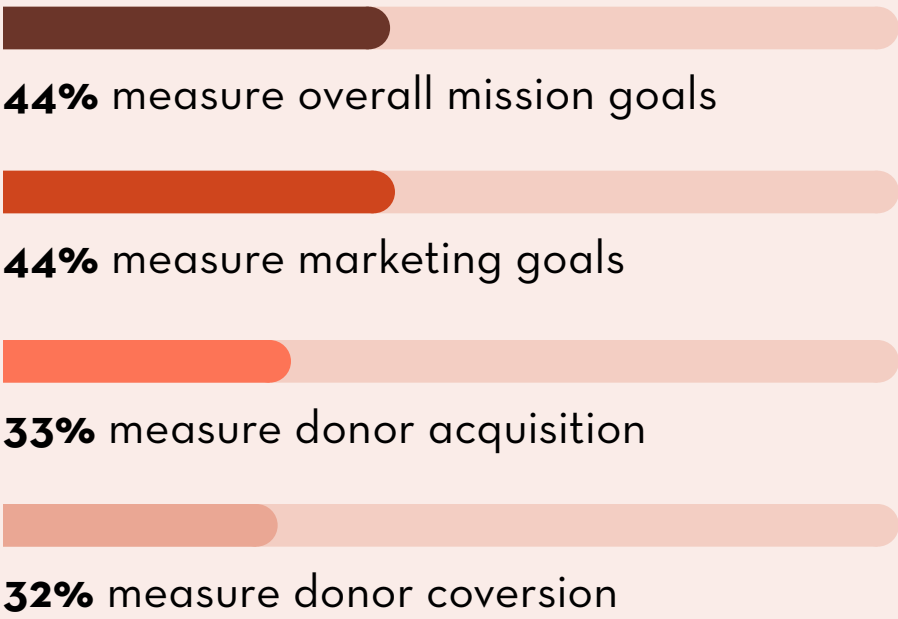 44% measure overall mission goals
44% measure marketing goals
33% measure donor acquisition
32% measure donor coversion